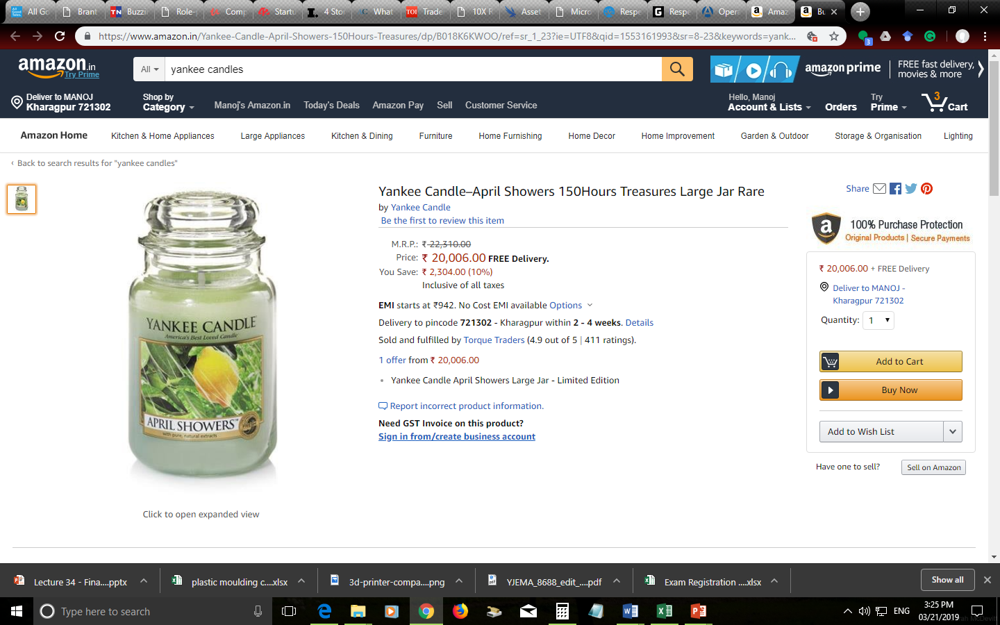 All Go
Brant
Buzzi
Role-
Comp
Startu
4 Sto
What
Trade
10X R
Asset
Micro
Respe
Respe
Opera
Amaz
Bu
https://www.amazon.in/Yankee-Candle-April-Showers-150Hours-Treasures/dp/B018K6KWOO/ref=sr_1_23?ie=UTF8&qid=1553161993&sr=8-23&keywords=yank...
3
amazon.in
Try Prime
All
yankee candles
amazon prime
FREE fast delivery,
movies & more
Deliver to MANOJ
Kharagpur 721302
Shop by
Category
Manoj's Amazon.in
Today's Deals
Amazon Pay
Sell
Customer Service
Hello, Manoj
Account & Lists
Orders
Try
Prime
3
Cart
Amazon Home
Kitchen & Home Appliances
Large Appliances
Kitchen & Dining
Furniture
Home Furnishing
Home Decor
Home Improvement
Garden & Outdoor
Storage & Organisation
Lighting
‹ Back to search results for "yankee candles"
YANKEE CANDLE
America's Best Loved Candle
APRIL SHOWERS™
with pure, natural extracts
Click to open expanded view
Yankee Candle–April Showers 150Hours Treasures Large Jar Rare
by Yankee Candle
Be the first to review this item
M.R.P.: ₹ 22,310.00
Price: ₹ 20,006.00 FREE Delivery.
You Save: ₹ 2,304.00 (10%)
Inclusive of all taxes
EMI starts at ₹942. No Cost EMI available Options
Delivery to pincode 721302 - Kharagpur within 2 - 4 weeks. Details
Sold and fulfilled by Torque Traders (4.9 out of 5 | 411 ratings).
1 offer from ₹ 20,006.00
• Yankee Candle April Showers Large Jar - Limited Edition
Report incorrect product information.
Need GST Invoice on this product?
Sign in from/create business account
Share
100% Purchase Protection
Original Products | Secure Payments
₹ 20,006.00 + FREE Delivery
Deliver to MANOJ -
Kharagpur 721302
Quantity: 1
Add to Cart
Buy Now
Add to Wish List
Have one to sell?
Sell on Amazon
Lecture 34 - Fina....pptx
plastic moulding c....xlsx
3d-printer-compa....png
YJEMA_8688_edit_....pdf
Exam Registration ....xlsx
Show all
Type here to search
ENG
3:25 PM
03/21/2019